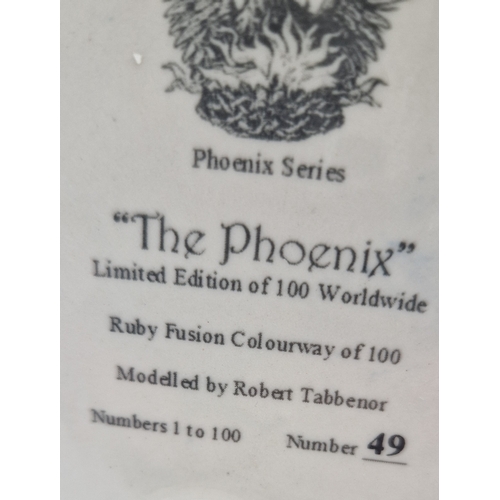 Phoenix Series
“The Phoenix”
Limited Edition of 100 Worldwide
Ruby Fusion Colourway of 100
Modelled by Robert Tabbenor
Numbers 1 to 100 Number 49